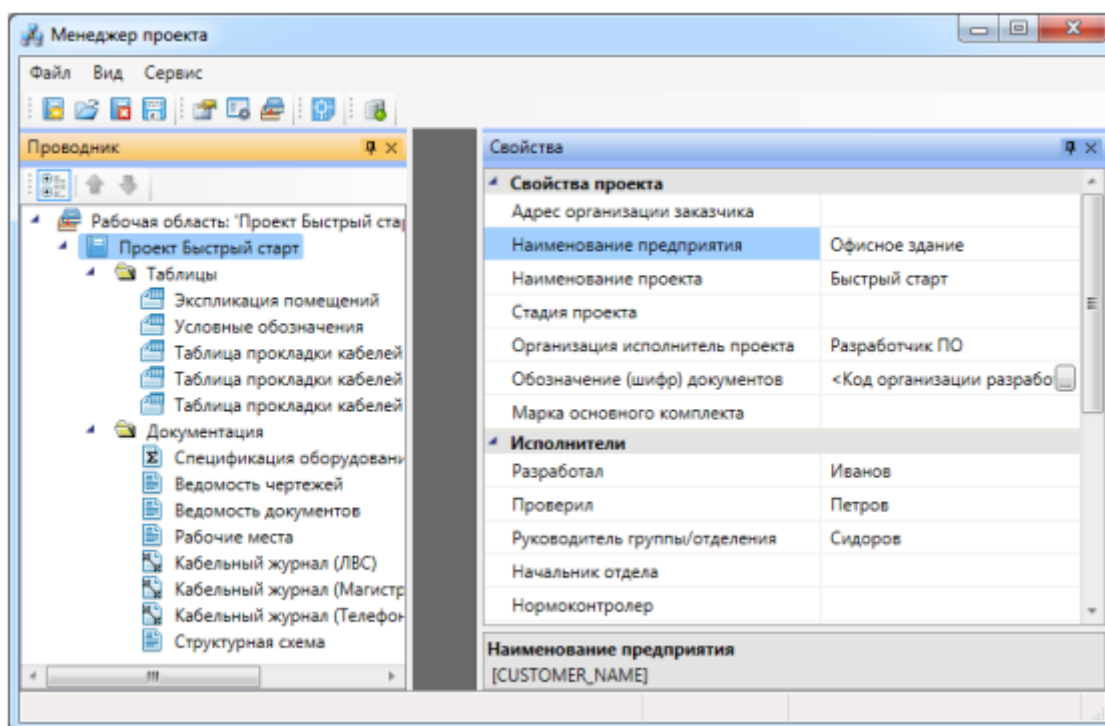 Менеджер проекта
Файл Вид Сервис
Проводник
Рабочая область: "Проект Быстрый ста
Проект Быстрый старт
Таблицы
Экспликация помещений
Условные обозначения
Таблица прокладки кабелей
Таблица прокладки кабелей
Таблица прокладки кабелей
Документация
Спецификация оборудовани
Ведомость чертежей
Ведомость документов
Рабочие места
Кабельный журнал (ЛВС)
Кабельный журнал (Магистр
Кабельный журнал (Телефон
Структурная схема
Свойства
Свойства проекта
Адрес организации заказчика
Наименование предприятия Офисное здание
Наименование проекта Быстрый старт
Стадия проекта
Организация исполнитель проекта Разработчик ПО
Обозначение (шифр) документов <Код организации разрабо ...
Марка основного комплекта
Исполнители
Разработал Иванов
Проверил Петров
Руководитель группы/отделения Сидоров
Начальник отдела
Нормоконтролер
Наименование предприятия
[CUSTOMER_NAME]